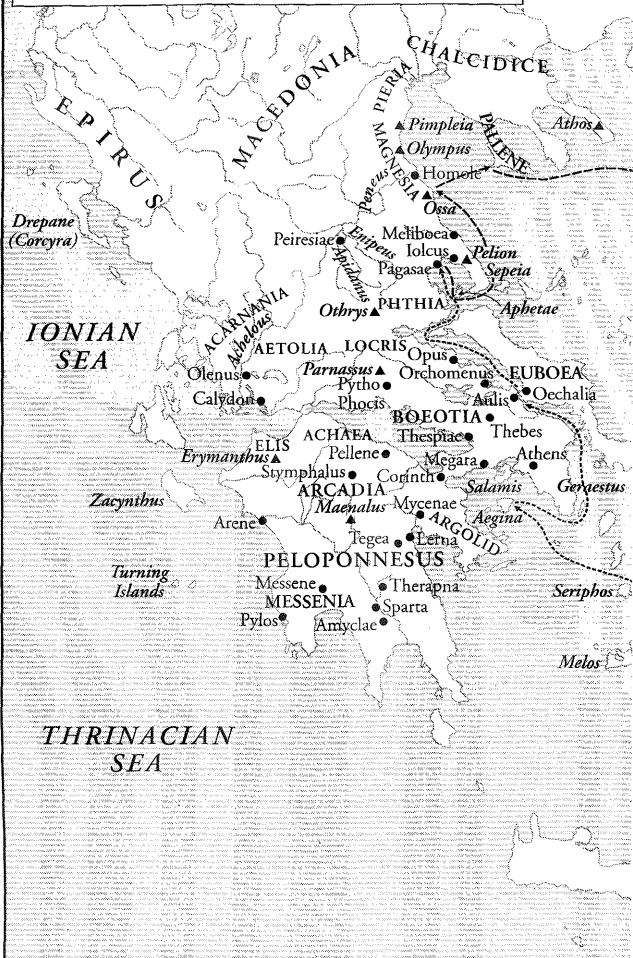 CHALCIDICE
MACEDONIA
PIERIA
EPIRUS
Pimpleia
PALLENE
Athos
MAGNESIA
Olympus
Homole
Peneus
Ossa
Drepane
(Corcyra)
Meliboea
Peiresiae
Enipeus
Iolcus
Pelion
Apidanus
Pagasae
Sepeia
PHTHIA
Aphetae
Othrys
ACARNANIA
Achelous
IONIAN
SEA
AETOLIA
LOCRIS
Opus
Olenus
Parnassus
Orchomenus
EUBOEA
Pytho
Oechalia
Calydon
Phocis
Aulis
BOEOTIA
Thebes
ACHAEA
Thespiae
ELIS
Erymanthus
Pellene
Megara
Athens
Stymphalus
Corinth
Salamis
Geraestus
ARCADIA
Zacynthus
Maenalus
Mycenae
Aegina
Arene
ARGOLID
Tegea
Lerna
PELOPONNESUS
Turning
Islands
Messene
Therapna
Seriphos
MESSENIA
Sparta
Pylos
Amyclae
Melos
THRINACIAN
SEA